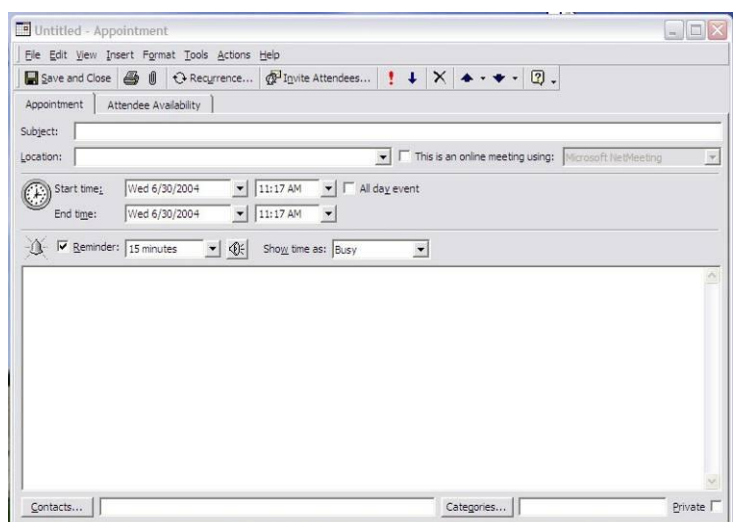 Untitled - Appointment
File Edit View Insert Format Tools Actions Help
Save and Close Recurrence... Invite Attendees...
Appointment Attendee Availability
Subject:
Location: This is an online meeting using: Microsoft NetMeeting
Start time: Wed 6/30/2004 11:17 AM All day event
End time: Wed 6/30/2004 11:17 AM
Reminder: 15 minutes Show time as: Busy
Contacts... Categories... Private